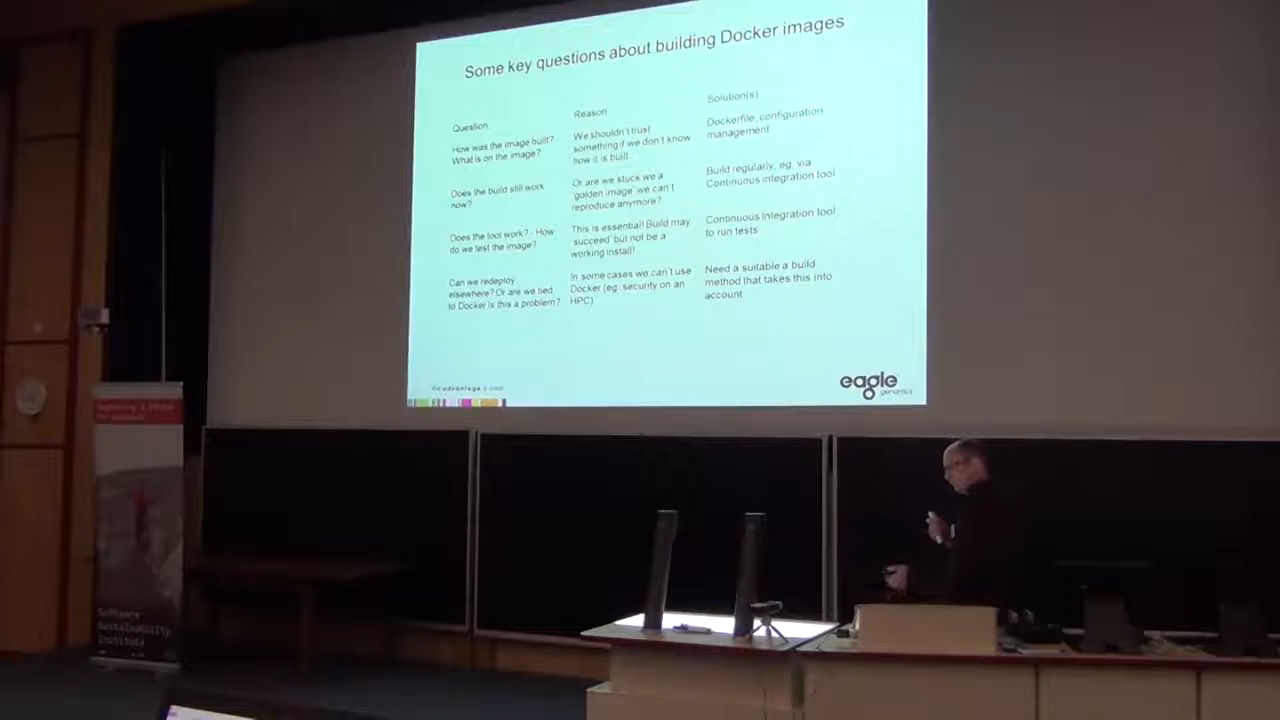 Some key questions about building Docker images
Question
Reason
Solution(s)
How was the image built?
What is on the image?
We shouldn't trust
something if we don't know
how it is built
Dockerfile, configuration
management
Does the build still work
now?
Or are we stuck we a
'golden image' we can't
reproduce anymore?
Build regularly, eg. via
Continuous integration tool
Does the tool work? - How
do we test the image?
This is essential! Build may
'succeed' but not be a
working install!
Continuous Integration tool
to run tests
Can we redeploy
elsewhere? Or are we tied
to Docker is this a problem?
In some cases we can't use
Docker (eg. security on an
HPC)
Need a suitable a build
method that takes this into
account
advantage
eagle
genomics
Software
Sustainability
Institute